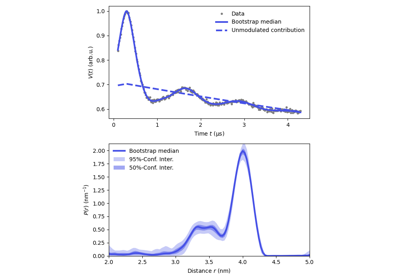 1.0
0.9
0.8
0.7
0.6
V(t) (arb.u.)
Data
Bootstrap median
Unmodulated contribution
0 1 2 3 4
Time t (μs)
2.00
1.75
1.50
1.25
1.00
0.75
0.50
0.25
0.00
P(r) (nm⁻¹)
Bootstrap median
95%-Conf. Inter.
50%-Conf. Inter.
2.0 2.5 3.0 3.5 4.0 4.5 5.0
Distance r (nm)